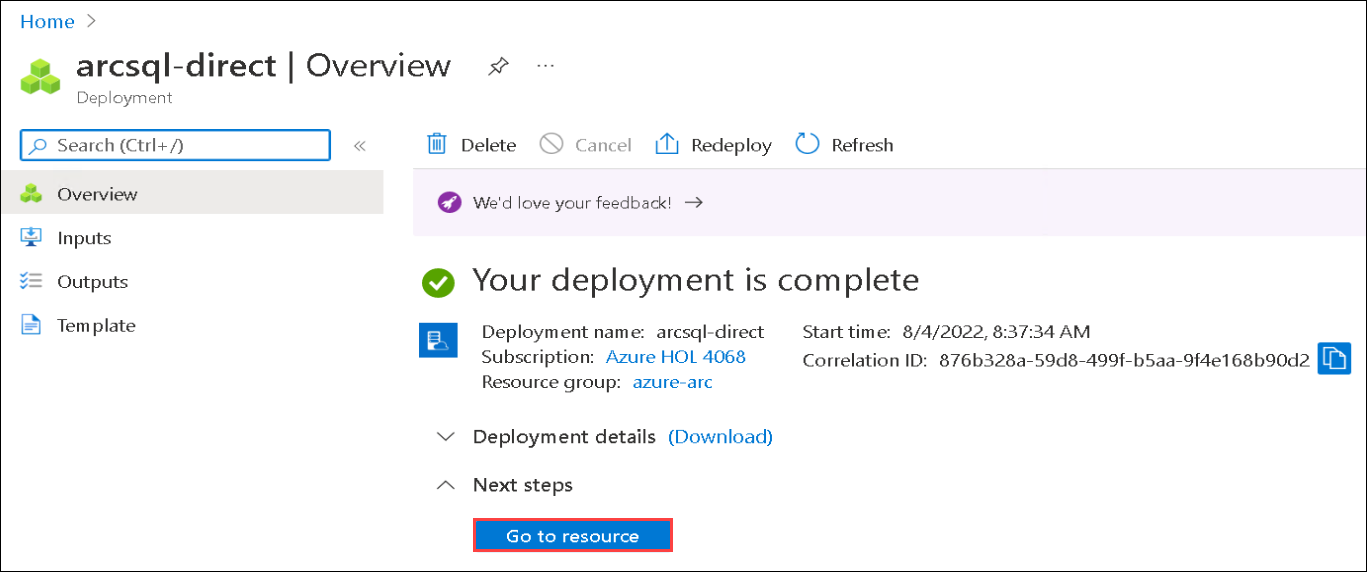 Home
arcsql-direct | Overview
Deployment
Search (Ctrl+/)
Overview
Inputs
Outputs
Template
Delete Cancel Redeploy Refresh
We'd love your feedback!
Your deployment is complete
Deployment name: arcsql-direct
Subscription: Azure HOL 4068
Resource group: azure-arc
Start time: 8/4/2022, 8:37:34 AM
Correlation ID: 876b328a-59d8-499f-b5aa-9f4e168b90d2
Deployment details (Download)
Next steps
Go to resource